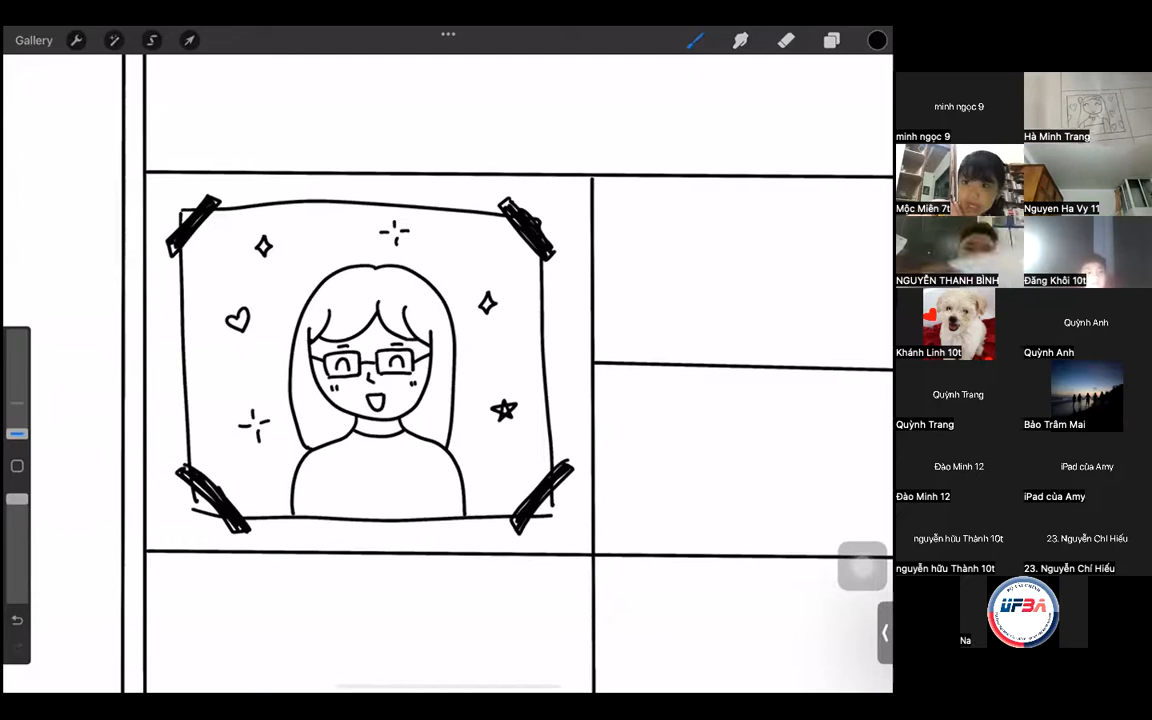 Gallery
minh ngọc 9
minh ngọc 9
Hà Minh Trang
Mộc Miên 7t
Nguyen Ha Vy 11
NGUYỄN THANH BÌNH
Đăng Khôi 10t
Khánh Linh 10t
Quỳnh Anh
Quỳnh Anh
Quỳnh Trang
Quỳnh Trang
Bảo Trâm Mai
Đào Minh 12
Đào Minh 12
iPad của Amy
iPad của Amy
nguyễn hữu Thành 10t
nguyễn hữu Thành 10t
23. Nguyễn Chí Hiếu
23. Nguyễn Chí Hiếu
UFBA
Na